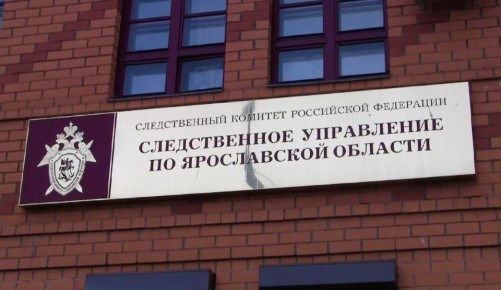 СЛЕДСТВЕННЫЙ КОМИТЕТ РОССИЙСКОЙ ФЕДЕРАЦИИ
СЛЕДСТВЕННОЕ УПРАВЛЕНИЕ
ПО ЯРОСЛАВСКОЙ ОБЛАСТИ